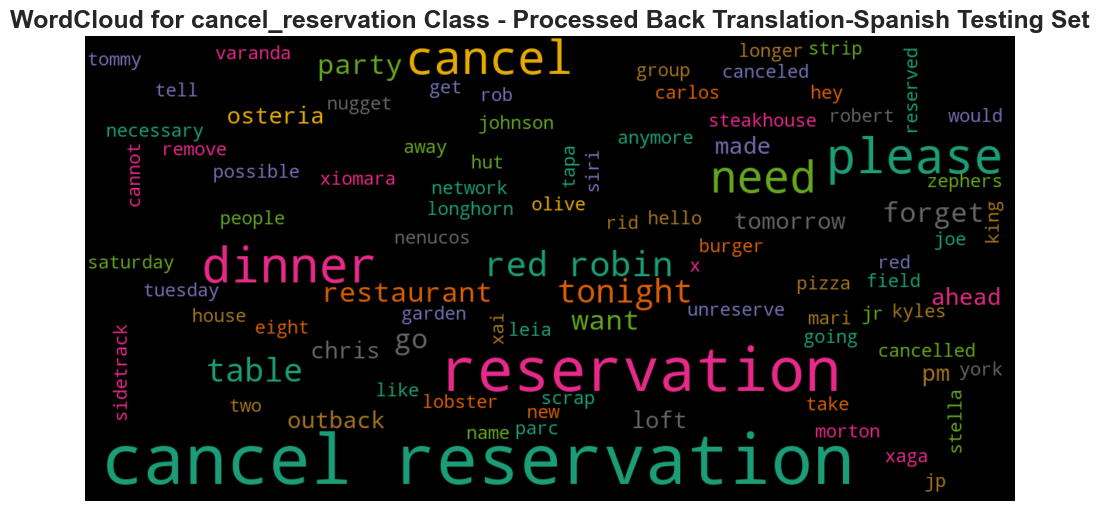 WordCloud for cancel_reservation Class - Processed Back Translation-Spanish Testing Set
tommy
varanda
party
cancel
longer
strip
tell
nugget
get
rob
group
canceled
carlos
hey
reserved
necessary
osteria
johnson
anymore
steakhouse
robert
would
cannot
remove
possible
away
hut
tapa
siri
made
please
xiomara
network
longhorn
olive
need
zephers
people
nenucos
rid
hello
tomorrow
forget
king
saturday
dinner
red robin
burger
x
joe
tuesday
restaurant
tonight
pizza
red
field
ahead
house
eight
garden
xai
leia
want
unreserve
mari
jr
kyles
sidetrack
chris
go
going
cancelled
table
reservation
pm
york
two
like
lobster
scrap
new
take
outback
name
parc
loft
morton
stella
cancel reservation
xaga
jp